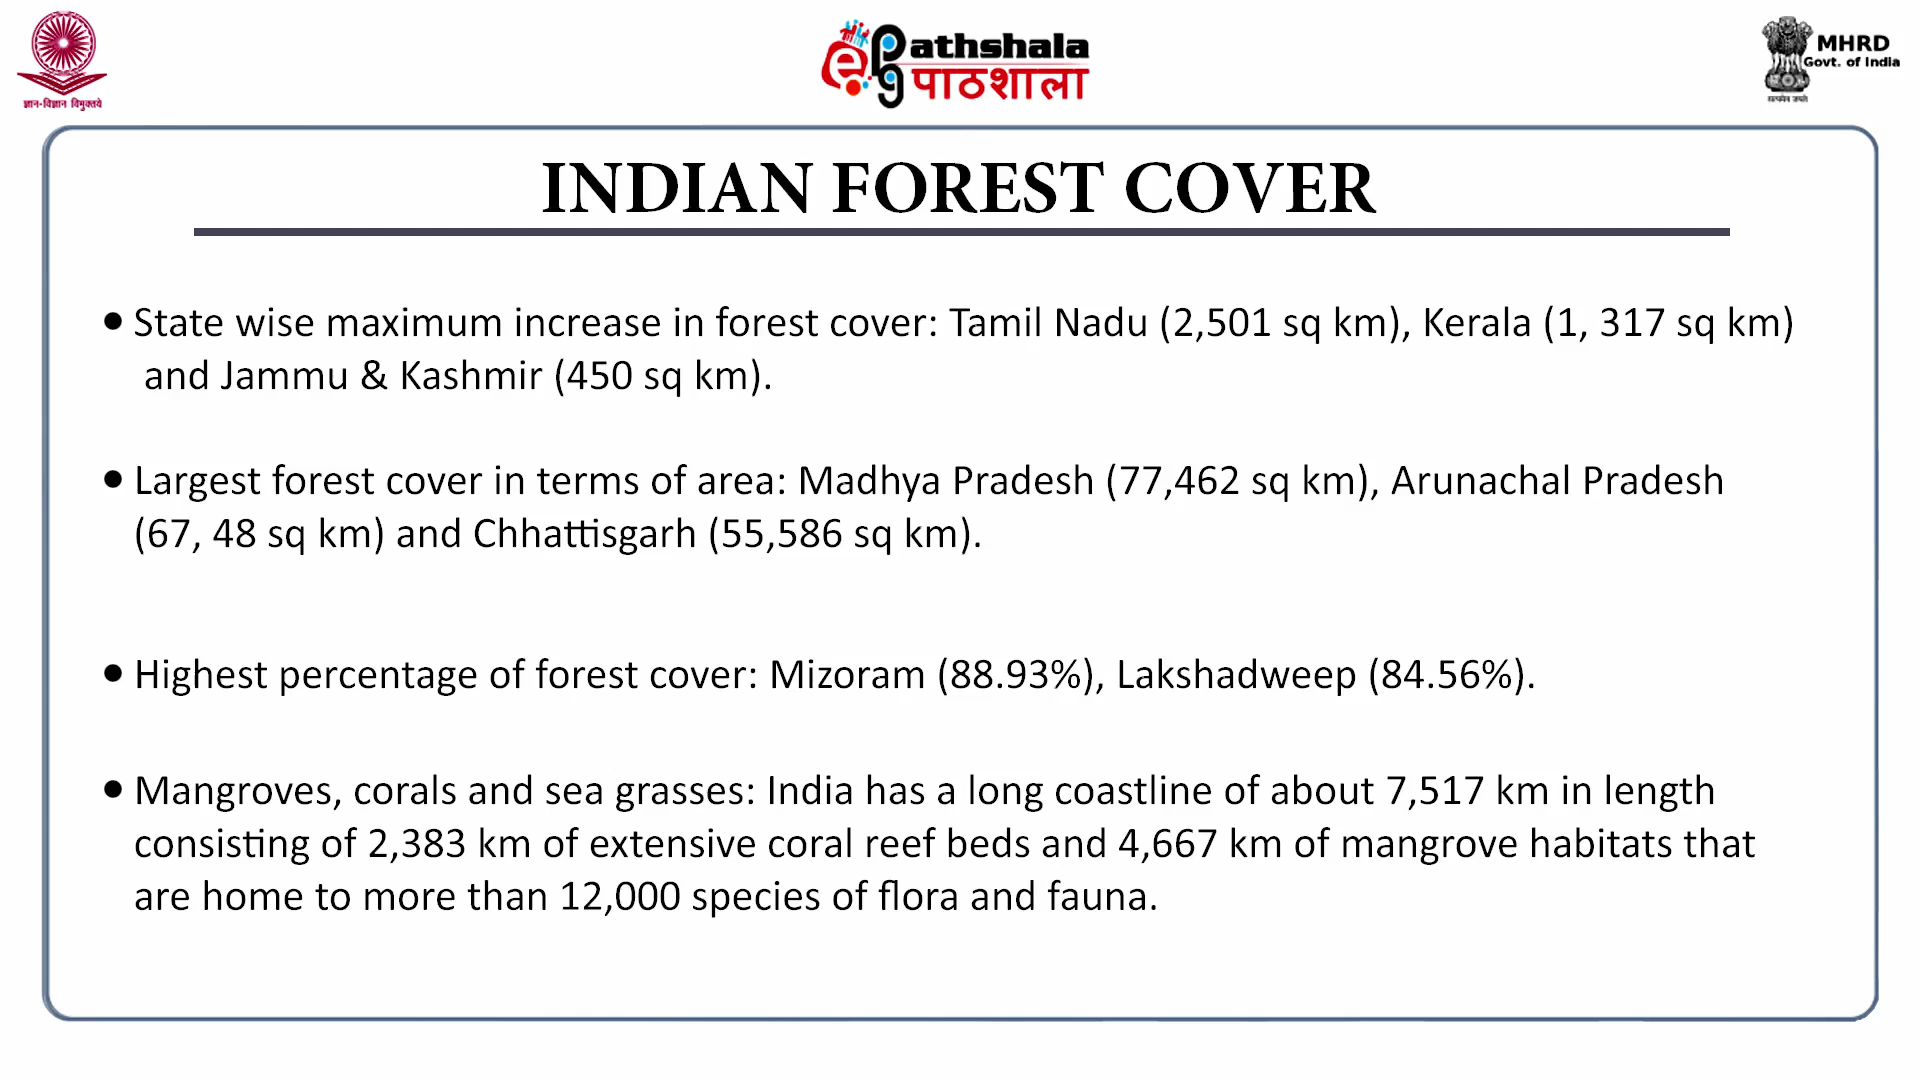 ज्ञान-विज्ञान विमुक्तये
ePathshala
पाठशाला
MHRD
Govt. of India
सत्यमेव जयते
INDIAN FOREST COVER
• State wise maximum increase in forest cover: Tamil Nadu (2,501 sq km), Kerala (1, 317 sq km)
and Jammu & Kashmir (450 sq km).
• Largest forest cover in terms of area: Madhya Pradesh (77,462 sq km), Arunachal Pradesh
(67, 48 sq km) and Chhattisgarh (55,586 sq km).
• Highest percentage of forest cover: Mizoram (88.93%), Lakshadweep (84.56%).
• Mangroves, corals and sea grasses: India has a long coastline of about 7,517 km in length
consisting of 2,383 km of extensive coral reef beds and 4,667 km of mangrove habitats that
are home to more than 12,000 species of flora and fauna.